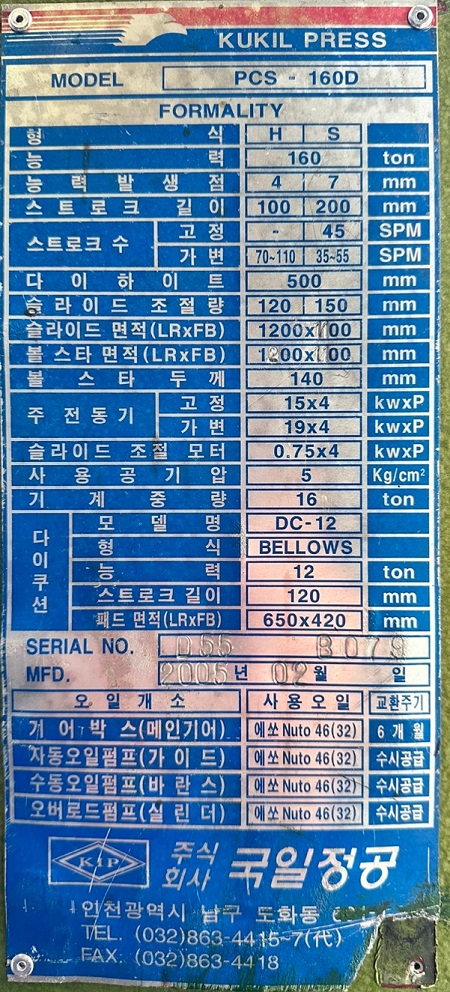 KUKIL PRESS
MODEL PCS - 160D
FORMALITY
형 식 H S
능 력 160 ton
능 력 발 생 점 4 7 mm
스 트 로 크 길 이 100 200 mm
스트로크 수 고 정 - 45 SPM
가 변 70~110 35~55 SPM
다 이 하 이 트 500 mm
슬 라 이 드 조 절 량 120 150 mm
슬라이드 면적(LRxFB) 1200x 00 mm
볼 스 타 면적(LRxFB) 1 00x 00 mm
볼 스 타 두 께 140 mm
주 전 동 기 고 정 15x4 kwxP
가 변 19x4 kwxP
슬라이드 조절 모터 0.75x4 kwxP
사 용 공 기 압 5 Kg/cm²
기 계 중 량 16 ton
다이쿠션 모 델 명 DC-12
형 식 BELLOWS
능 력 12 ton
스트로크 길이 120 mm
패드 면적(LRxFB) 650x420 mm
SERIAL NO. D55 B079
MFD. 2005 년 02 월 일
오 일 개 소 사 용 오 일 교환주기
기 어 박 스(메인기어) 에쏘 Nuto 46(32) 6 개 월
자동오일펌프(가 이 드) 에쏘 Nuto 46(32) 수시공급
수동오일펌프(바 란 스) 에쏘 Nuto 46(32) 수시공급
오버로드펌프(실 린 더) 에쏘 Nuto 46(32) 수시공급
KIP 주식회사 국일정공
인천광역시 남구 도화동
TEL. (032)863-4415~7(代)
FAX. (032)863-4418